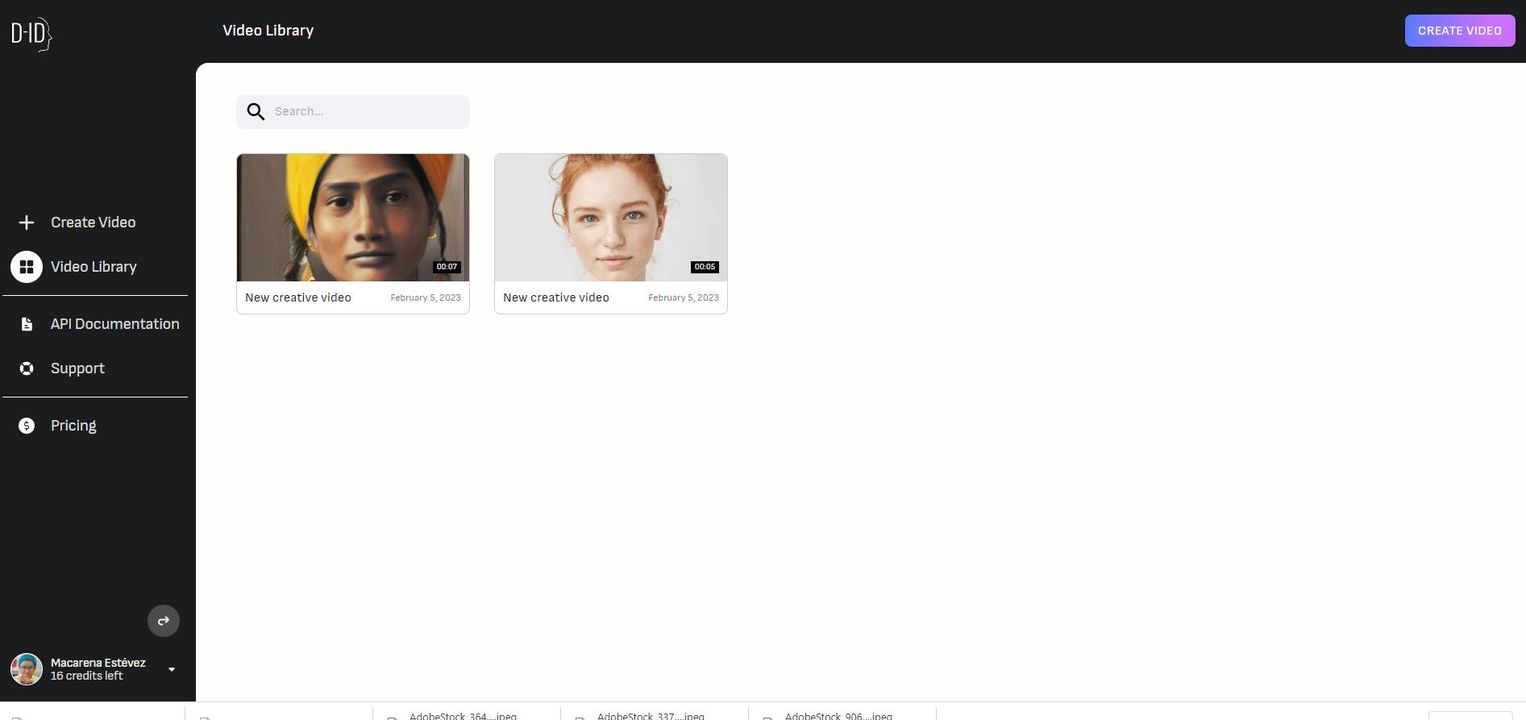 D-ID
Video Library
CREATE VIDEO
Search...
00:07
00:05
New creative video
February 5, 2023
New creative video
February 5, 2023
Create Video
Video Library
API Documentation
Support
Pricing
Macarena Estévez
16 credits left
AdobeStock_364....jpeg
AdobeStock_337....jpeg
AdobeStock_906....jpeg